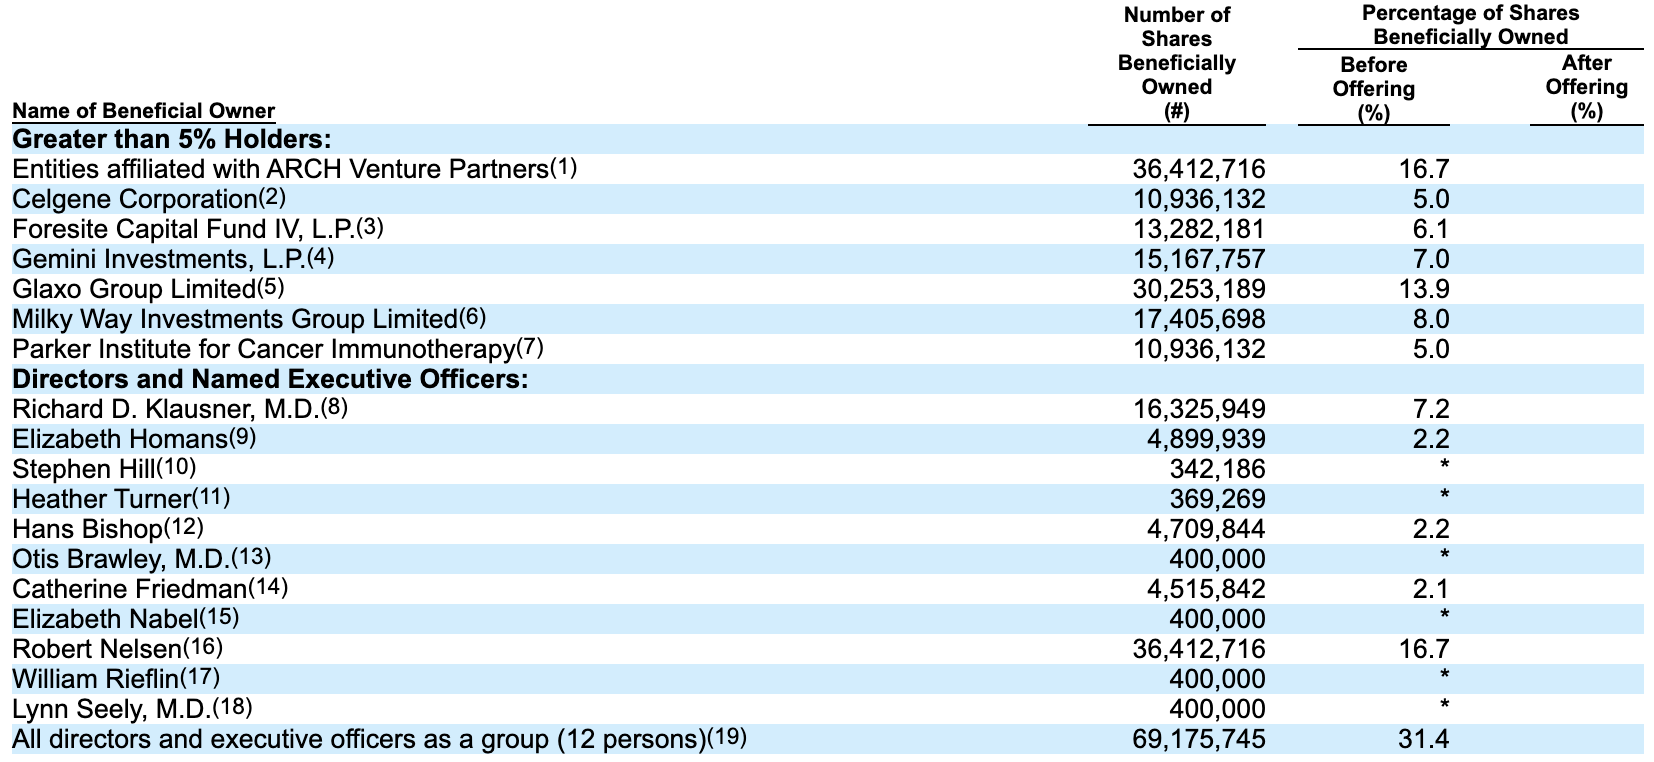 Number of
Shares
Beneficially
Owned
(#)
Percentage of Shares
Beneficially Owned
Before
Offering
(%)
After
Offering
(%)
Name of Beneficial Owner
Greater than 5% Holders:
Entities affiliated with ARCH Venture Partners(1) 36,412,716 16.7
Celgene Corporation(2) 10,936,132 5.0
Foresite Capital Fund IV, L.P.(3) 13,282,181 6.1
Gemini Investments, L.P.(4) 15,167,757 7.0
Glaxo Group Limited(5) 30,253,189 13.9
Milky Way Investments Group Limited(6) 17,405,698 8.0
Parker Institute for Cancer Immunotherapy(7) 10,936,132 5.0
Directors and Named Executive Officers:
Richard D. Klausner, M.D.(8) 16,325,949 7.2
Elizabeth Homans(9) 4,899,939 2.2
Stephen Hill(10) 342,186 *
Heather Turner(11) 369,269 *
Hans Bishop(12) 4,709,844 2.2
Otis Brawley, M.D.(13) 400,000 *
Catherine Friedman(14) 4,515,842 2.1
Elizabeth Nabel(15) 400,000 *
Robert Nelsen(16) 36,412,716 16.7
William Rieflin(17) 400,000 *
Lynn Seely, M.D.(18) 400,000 *
All directors and executive officers as a group (12 persons)(19) 69,175,745 31.4